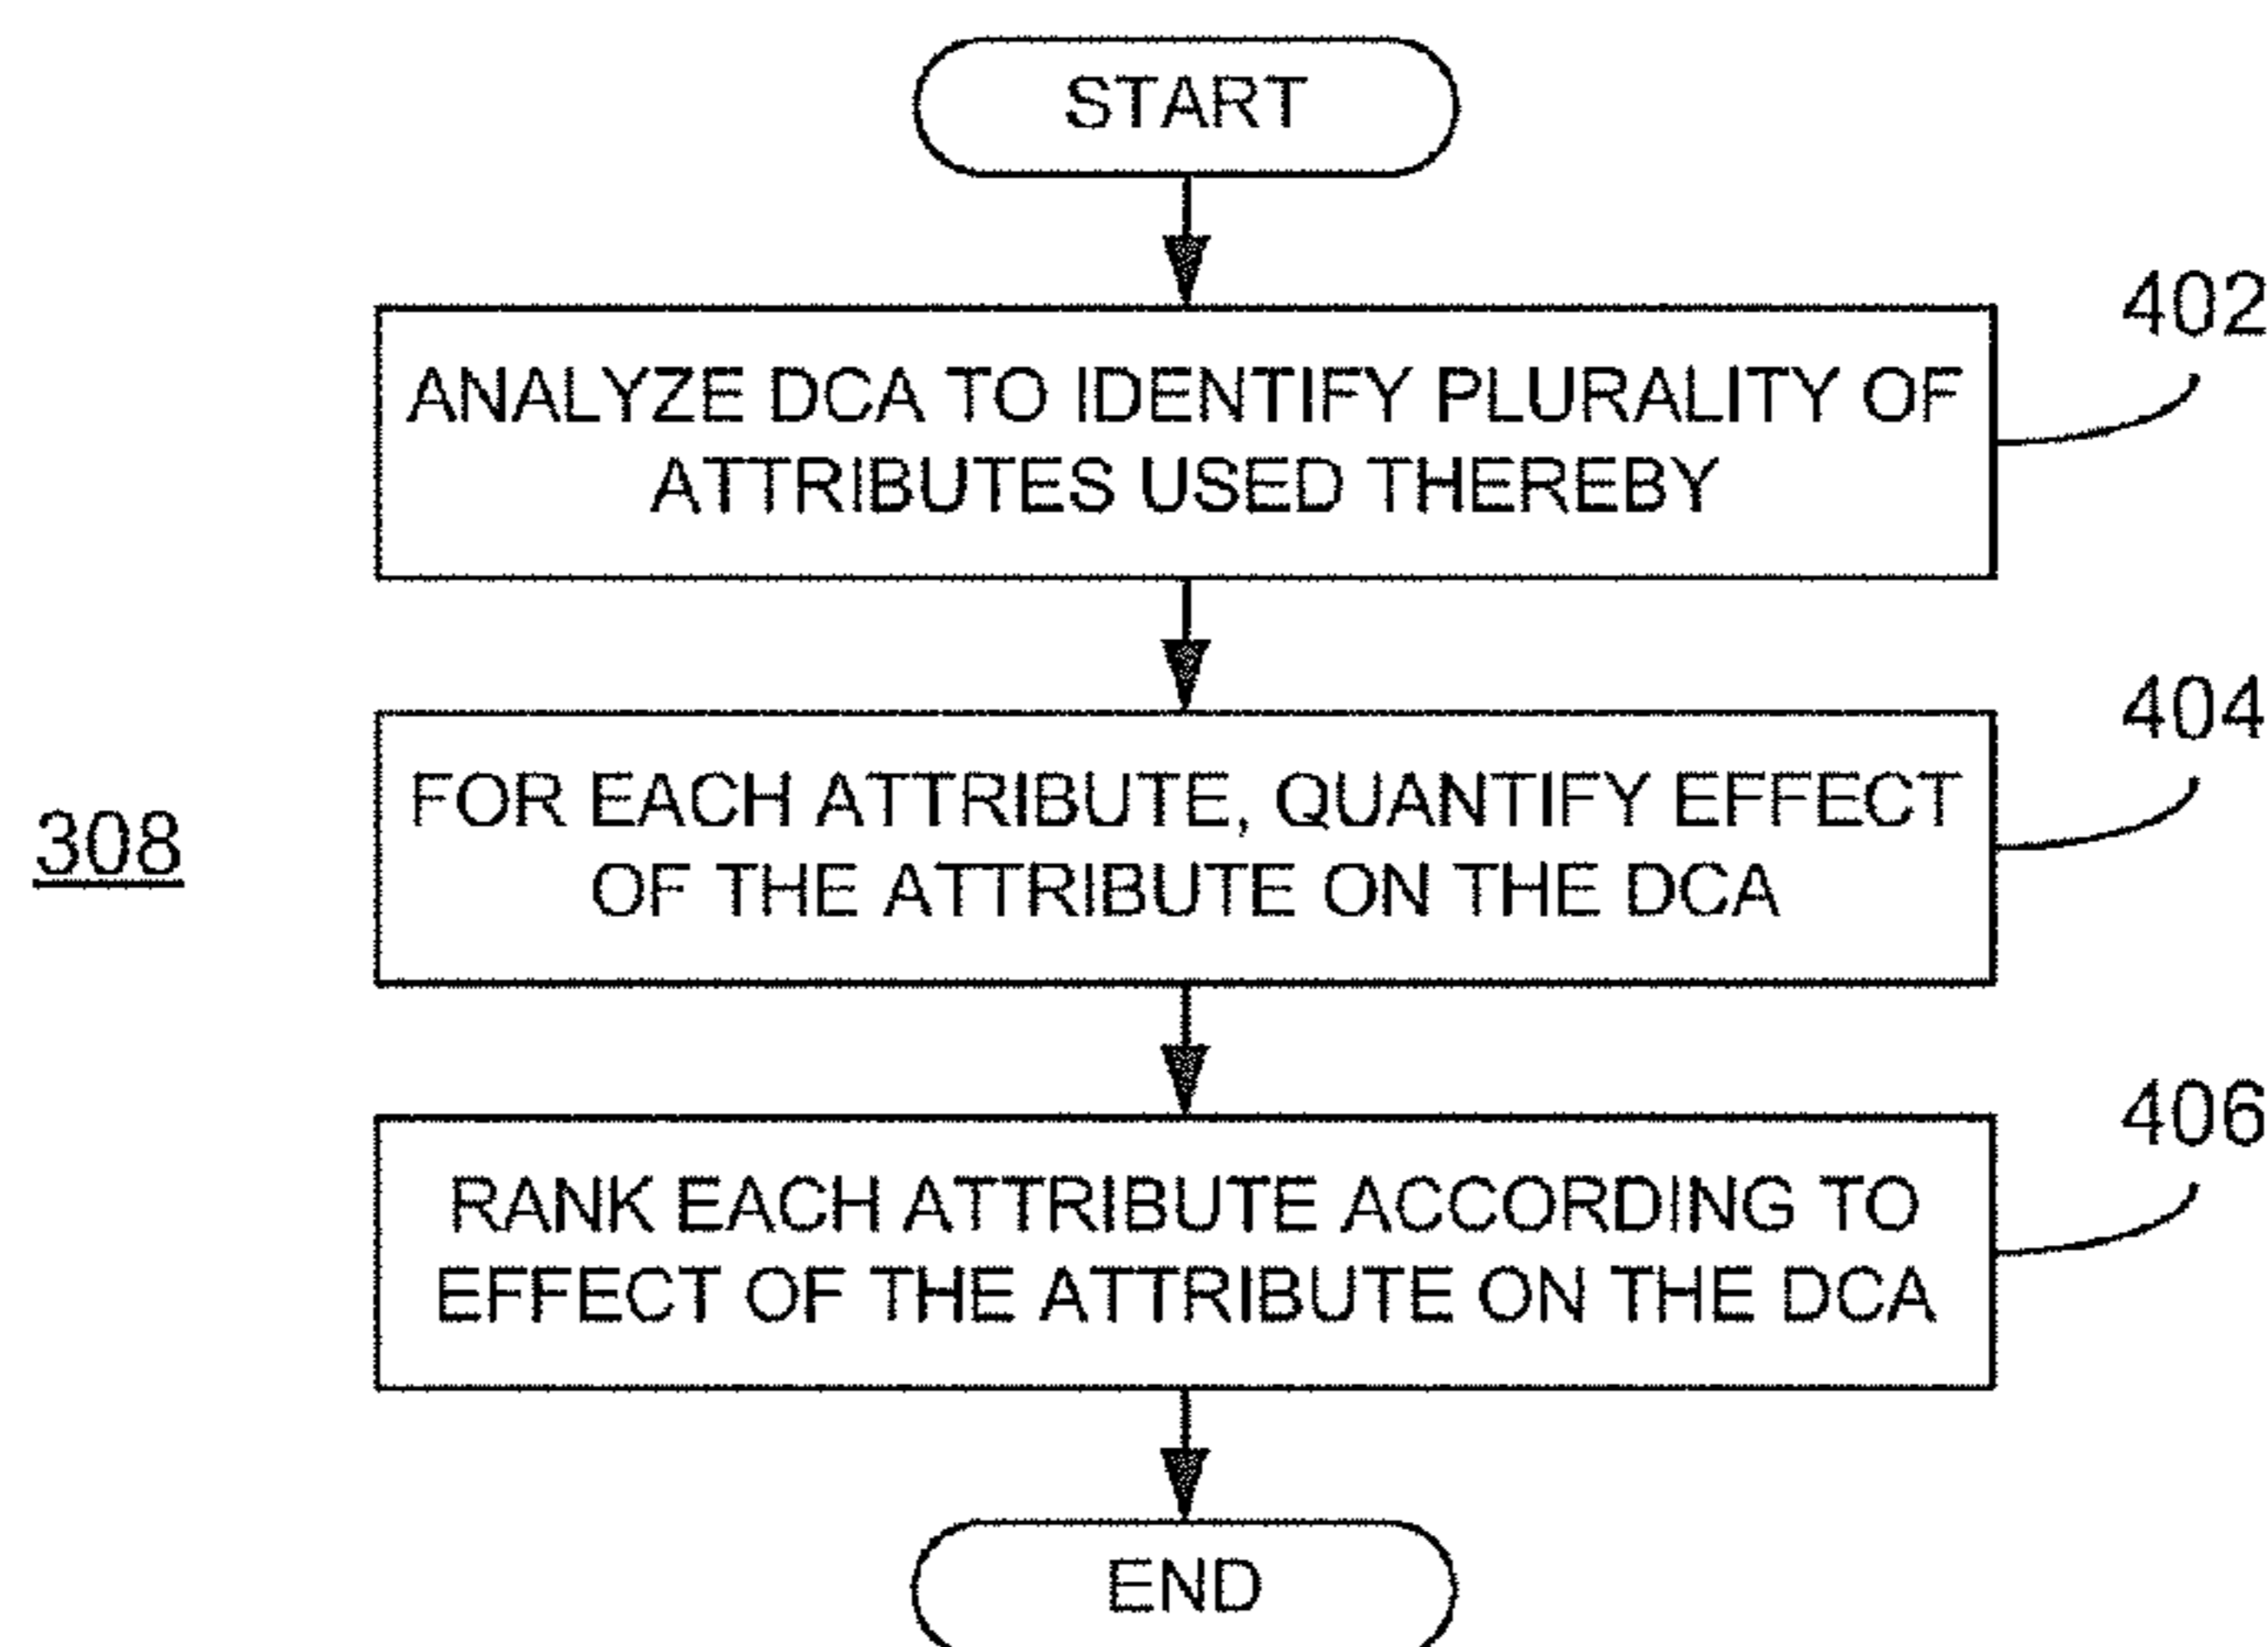 START
402
ANALYZE DCA TO IDENTIFY PLURALITY OF
ATTRIBUTES USED THEREBY
404
308
FOR EACH ATTRIBUTE, QUANTIFY EFFECT
OF THE ATTRIBUTE ON THE DCA
406
RANK EACH ATTRIBUTE ACCORDING TO
EFFECT OF THE ATTRIBUTE ON THE DCA
END